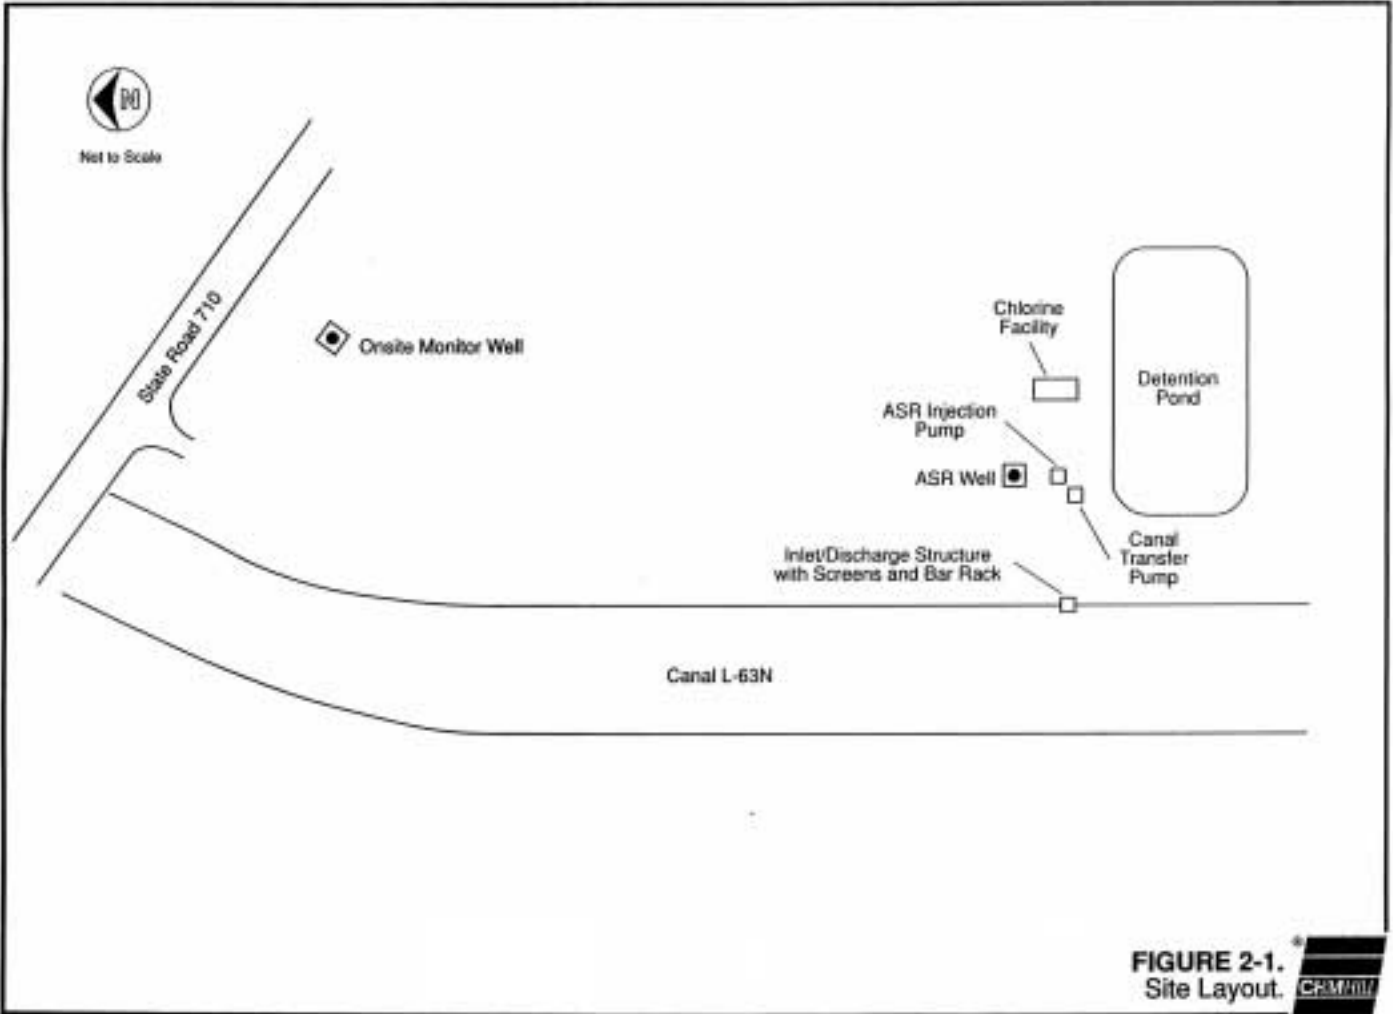 N
Not to Scale
State Road 710
Onsite Monitor Well
Chlorine
Facility
Detention
Pond
ASR Injection
Pump
ASR Well
Canal
Transfer
Pump
Inlet/Discharge Structure
with Screens and Bar Rack
Canal L-63N
FIGURE 2-1.
Site Layout.
®
CH2MHILL